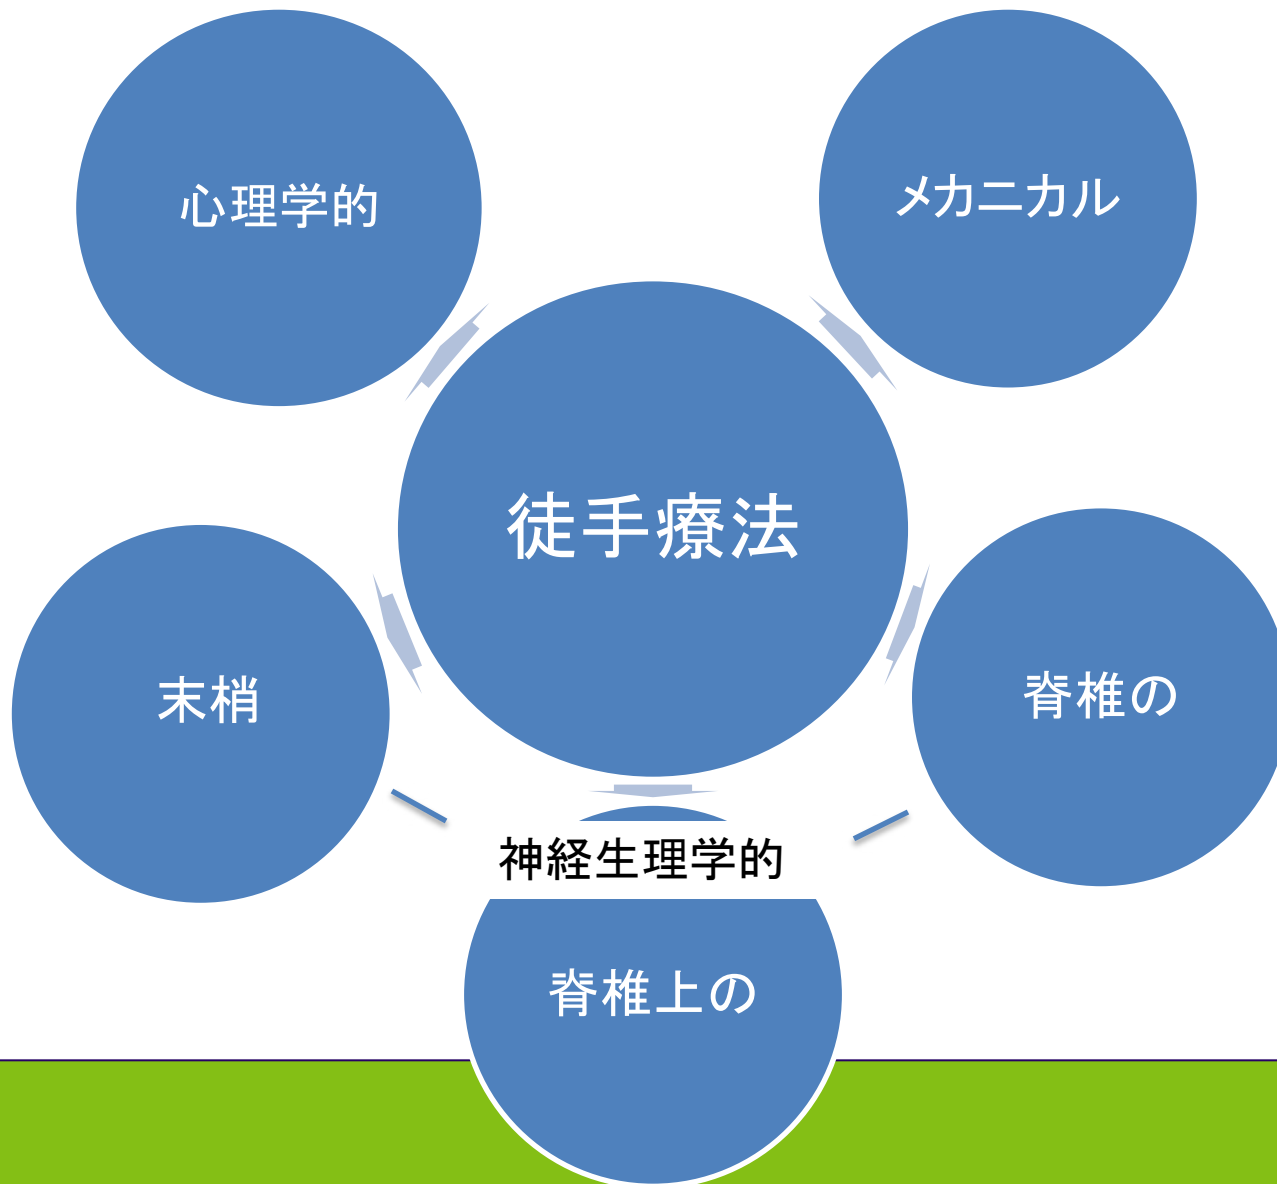 心理学的
メカニカル
徒手療法
末梢
脊椎の
神経生理学的
脊椎上の